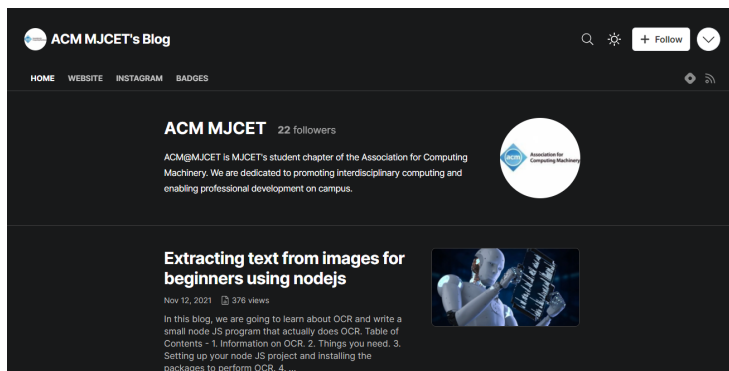 ACM MJCET's Blog
+ Follow
HOME WEBSITE INSTAGRAM BADGES
ACM MJCET 22 followers
ACM@MJCET is MJCET's student chapter of the Association for Computing
Machinery. We are dedicated to promoting interdisciplinary computing and
enabling professional development on campus.
acm
Association for
Computing Machinery
Extracting text from images for
beginners using nodejs
Nov 12, 2021 376 views
In this blog, we are going to learn about OCR and write a
small node JS program that actually does OCR. Table of
Contents - 1. Information on OCR. 2. Things you need. 3.
Setting up your node JS project and installing the
packages to perform OCR. 4. ...